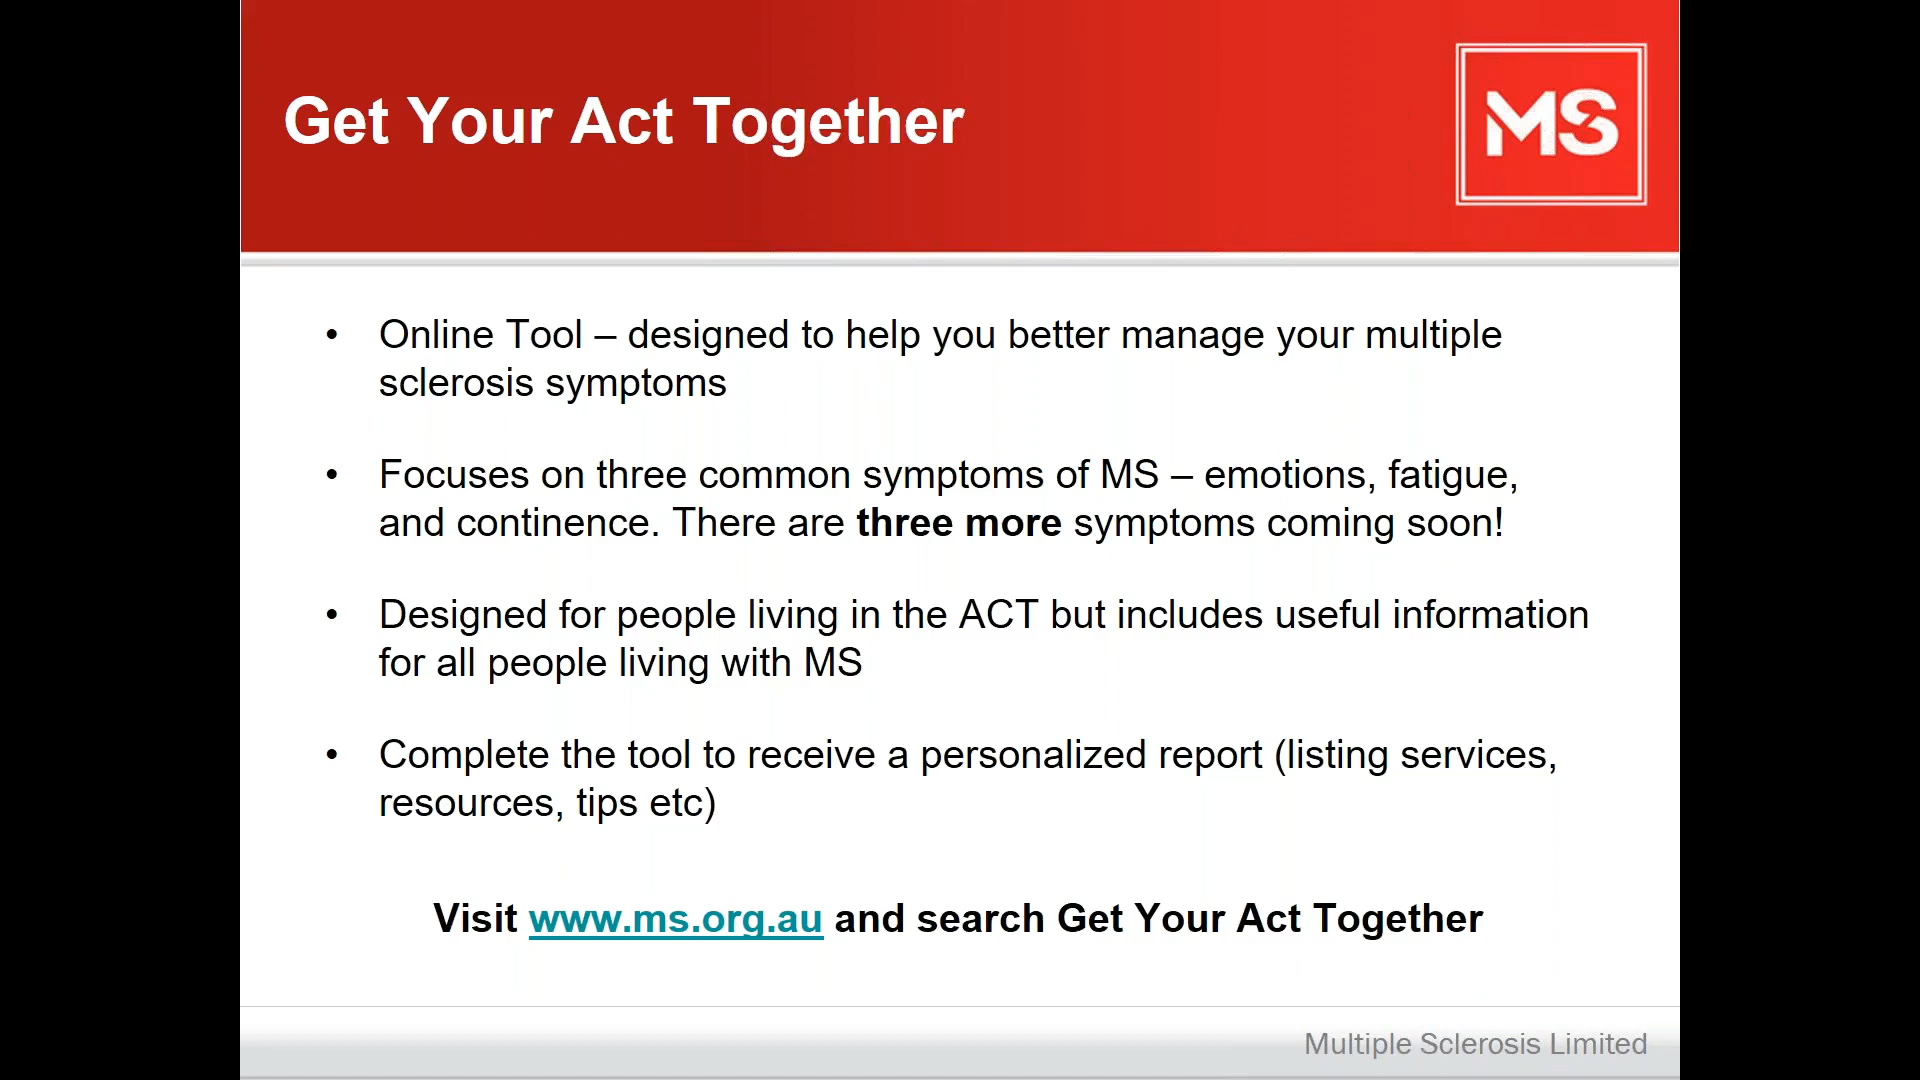 Get Your Act Together
MS
• Online Tool – designed to help you better manage your multiple
sclerosis symptoms
• Focuses on three common symptoms of MS – emotions, fatigue,
and continence. There are three more symptoms coming soon!
• Designed for people living in the ACT but includes useful information
for all people living with MS
• Complete the tool to receive a personalized report (listing services,
resources, tips etc)
Visit www.ms.org.au and search Get Your Act Together
Multiple Sclerosis Limited